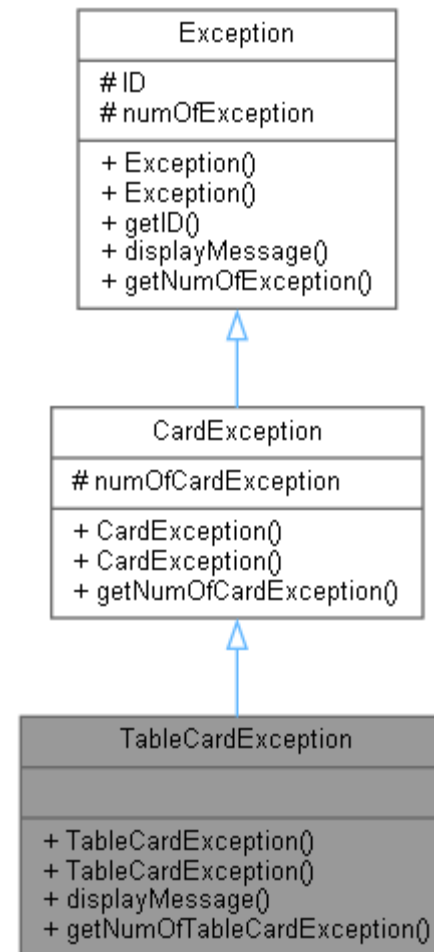 Exception
# ID
# numOfException
+ Exception()
+ Exception()
+ getID()
+ displayMessage()
+ getNumOfException()
CardException
# numOfCardException
+ CardException()
+ CardException()
+ getNumOfCardException()
TableCardException
+ TableCardException()
+ TableCardException()
+ displayMessage()
+ getNumOfTableCardException()